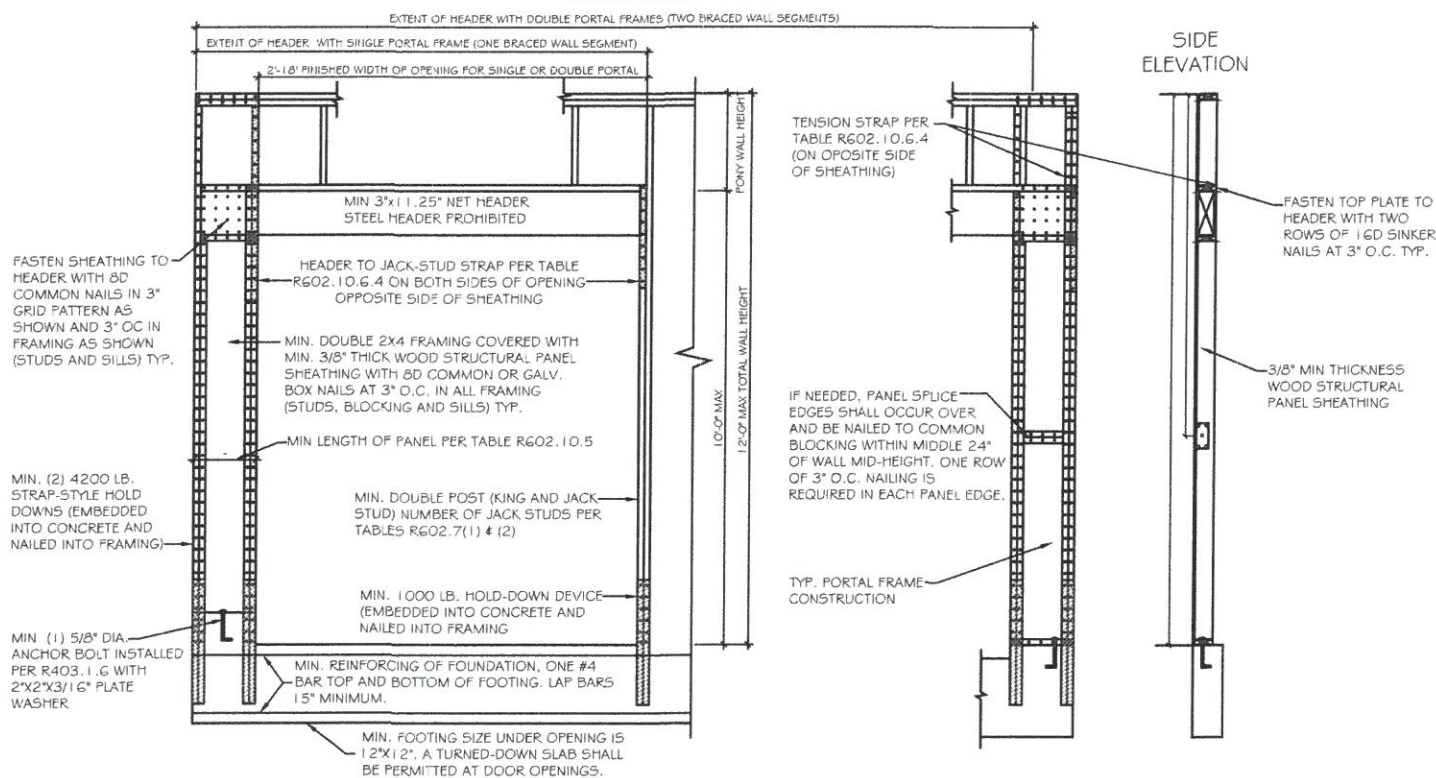 EXTENT OF HEADER WITH DOUBLE PORTAL FRAMES (TWO BRACED WALL SEGMENTS)
EXTENT OF HEADER WITH SINGLE PORTAL FRAME (ONE BRACED WALL SEGMENT)
2'-18' FINISHED WIDTH OF OPENING FOR SINGLE OR DOUBLE PORTAL
SIDE
ELEVATION
PONY WALL HEIGHT
TENSION STRAP PER
TABLE R602.10.6.4
(ON OPOSITE SIDE
OF SHEATHING)
MIN 3"x11.25" NET HEADER
STEEL HEADER PROHIBITED
FASTEN TOP PLATE TO
HEADER WITH TWO
ROWS OF 16D SINKER
NAILS AT 3" O.C. TYP.
FASTEN SHEATHING TO
HEADER WITH 8D
COMMON NAILS IN 3"
GRID PATTERN AS
SHOWN AND 3" OC IN
FRAMING AS SHOWN
(STUDS AND SILLS) TYP.
HEADER TO JACK-STUD STRAP PER TABLE
R602.10.6.4 ON BOTH SIDES OF OPENING
OPPOSITE SIDE OF SHEATHING
MIN. DOUBLE 2X4 FRAMING COVERED WITH
MIN. 3/8" THICK WOOD STRUCTURAL PANEL
SHEATHING WITH 8D COMMON OR GALV.
BOX NAILS AT 3" O.C. IN ALL FRAMING
(STUDS, BLOCKING AND SILLS) TYP.
10'-0" MAX
12'-0" MAX TOTAL WALL HEIGHT
3/8" MIN THICKNESS
WOOD STRUCTURAL
PANEL SHEATHING
IF NEEDED, PANEL SPLICE
EDGES SHALL OCCUR OVER
AND BE NAILED TO COMMON
BLOCKING WITHIN MIDDLE 24"
OF WALL MID-HEIGHT. ONE ROW
OF 3" O.C. NAILING IS
REQUIRED IN EACH PANEL EDGE.
MIN LENGTH OF PANEL PER TABLE R602.10.5
MIN. (2) 4200 LB.
STRAP-STYLE HOLD
DOWNS (EMBEDDED
INTO CONCRETE AND
NAILED INTO FRAMING)
MIN. DOUBLE POST (KING AND JACK
STUD) NUMBER OF JACK STUDS PER
TABLES R602.7(1) & (2)
TYP. PORTAL FRAME
CONSTRUCTION
MIN. 1000 LB. HOLD-DOWN DEVICE
(EMBEDDED INTO CONCRETE AND
NAILED INTO FRAMING
MIN (1) 5/8" DIA.
ANCHOR BOLT INSTALLED
PER R403.1.6 WITH
2"X2"X3/16" PLATE
WASHER
MIN. REINFORCING OF FOUNDATION, ONE #4
BAR TOP AND BOTTOM OF FOOTING. LAP BARS
15" MINIMUM.
MIN. FOOTING SIZE UNDER OPENING IS
12"X12". A TURNED-DOWN SLAB SHALL
BE PERMITTED AT DOOR OPENINGS.